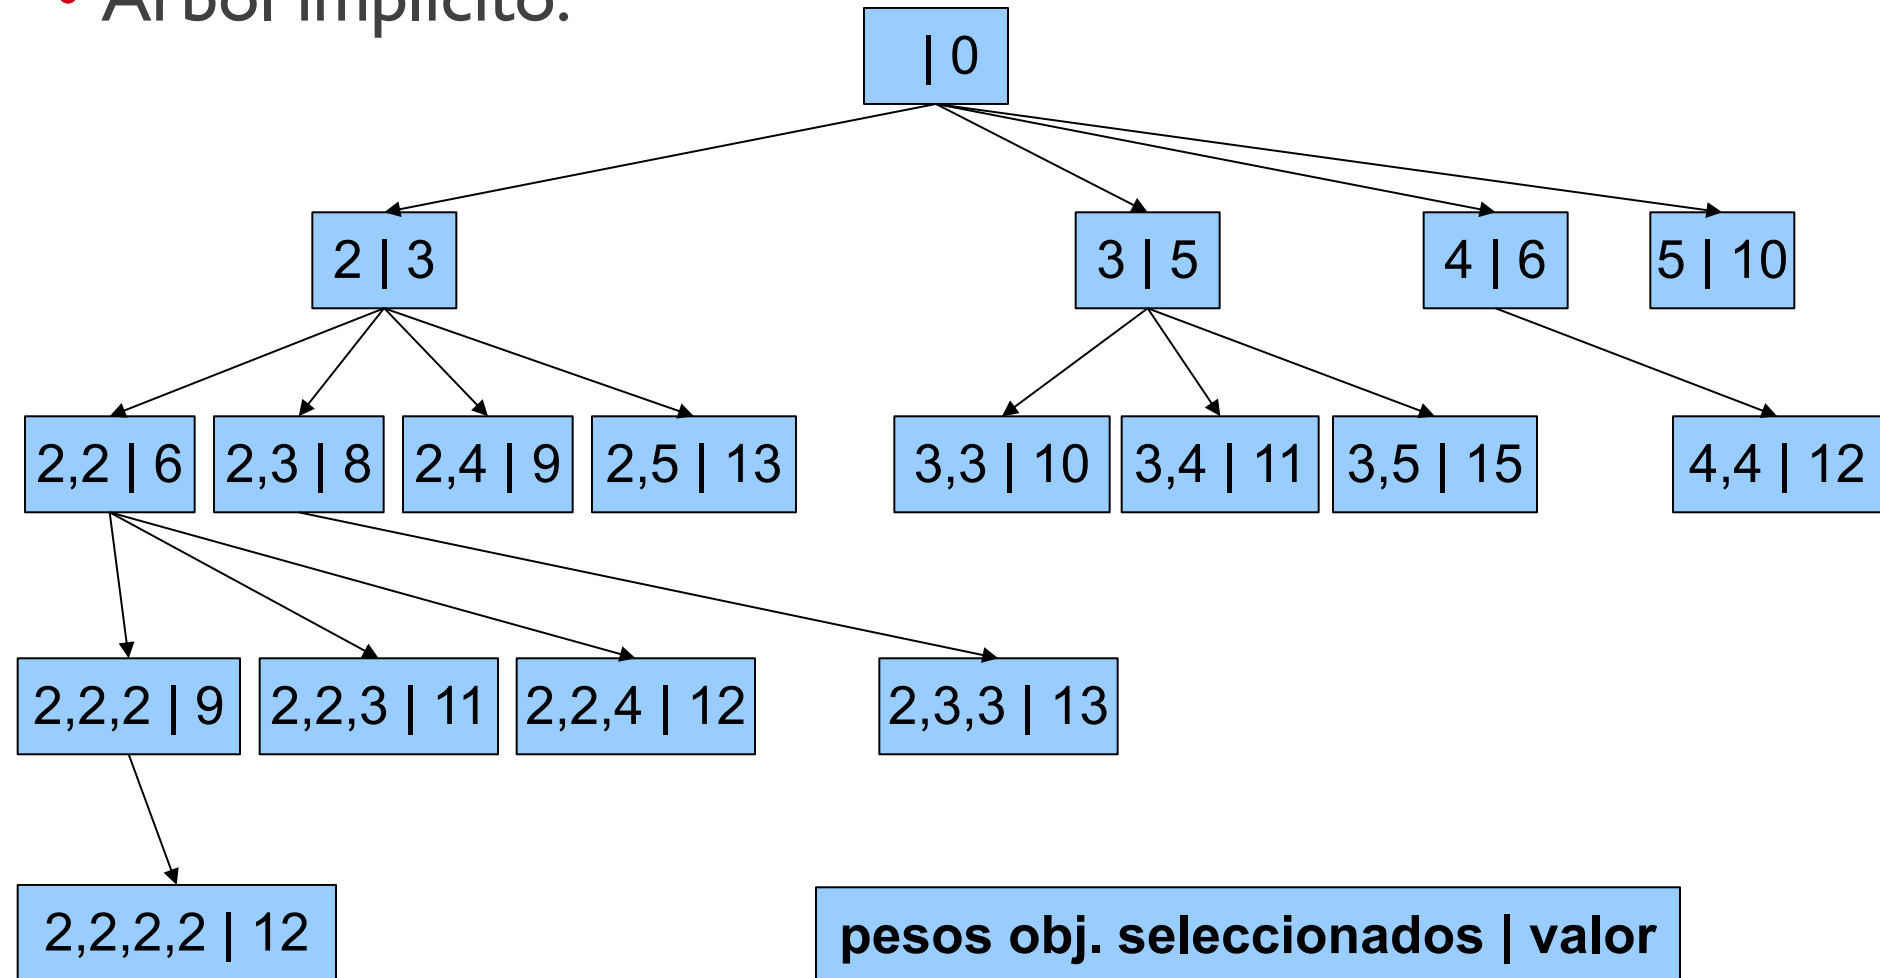 • Árbol implícito:
| 0
2 | 3
3 | 5
4 | 6
5 | 10
2,2 | 6
2,3 | 8
2,4 | 9
2,5 | 13
3,3 | 10
3,4 | 11
3,5 | 15
4,4 | 12
2,2,2 | 9
2,2,3 | 11
2,2,4 | 12
2,3,3 | 13
2,2,2,2 | 12
pesos obj. seleccionados | valor